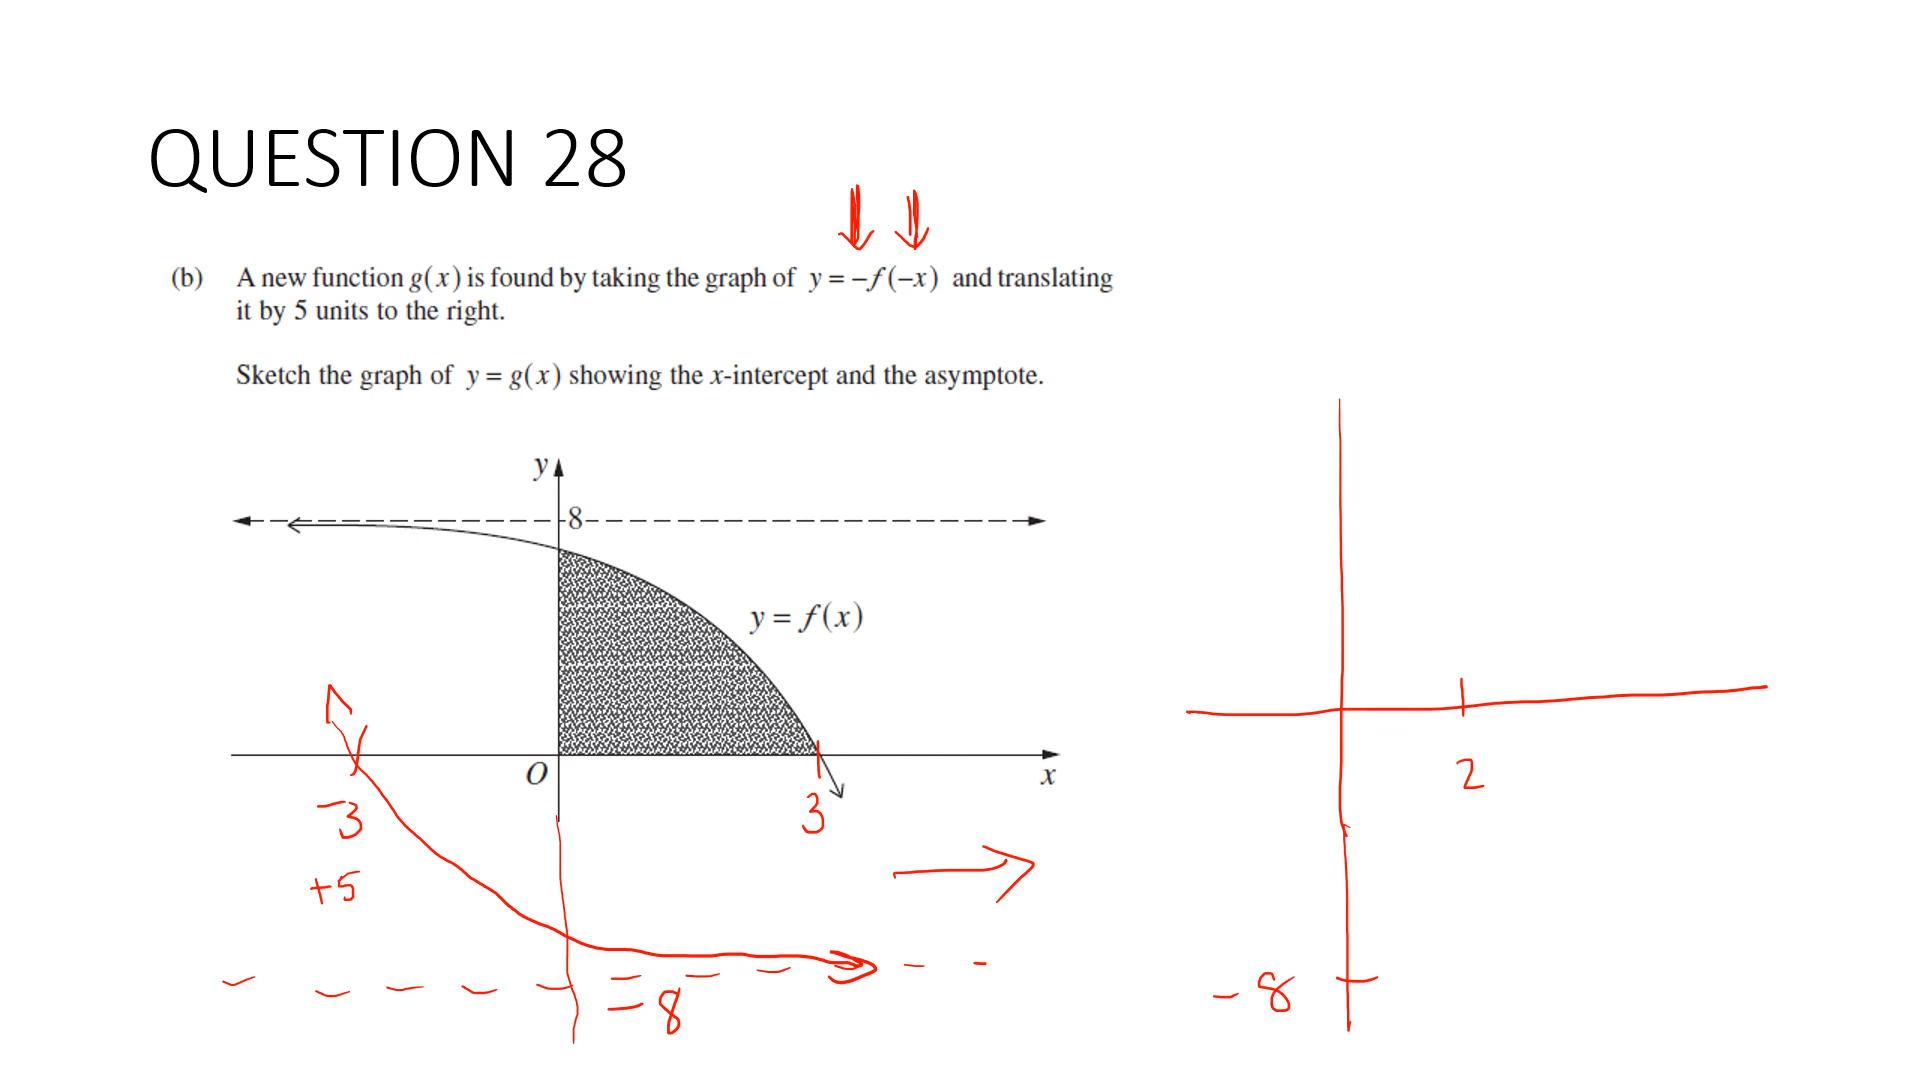 QUESTION 28
(b) A new function g(x) is found by taking the graph of y = −f(−x) and translating
it by 5 units to the right.
Sketch the graph of y = g(x) showing the x-intercept and the asymptote.
y
8
y = f(x)
O
x
-3
3
+5
2
-8
-8